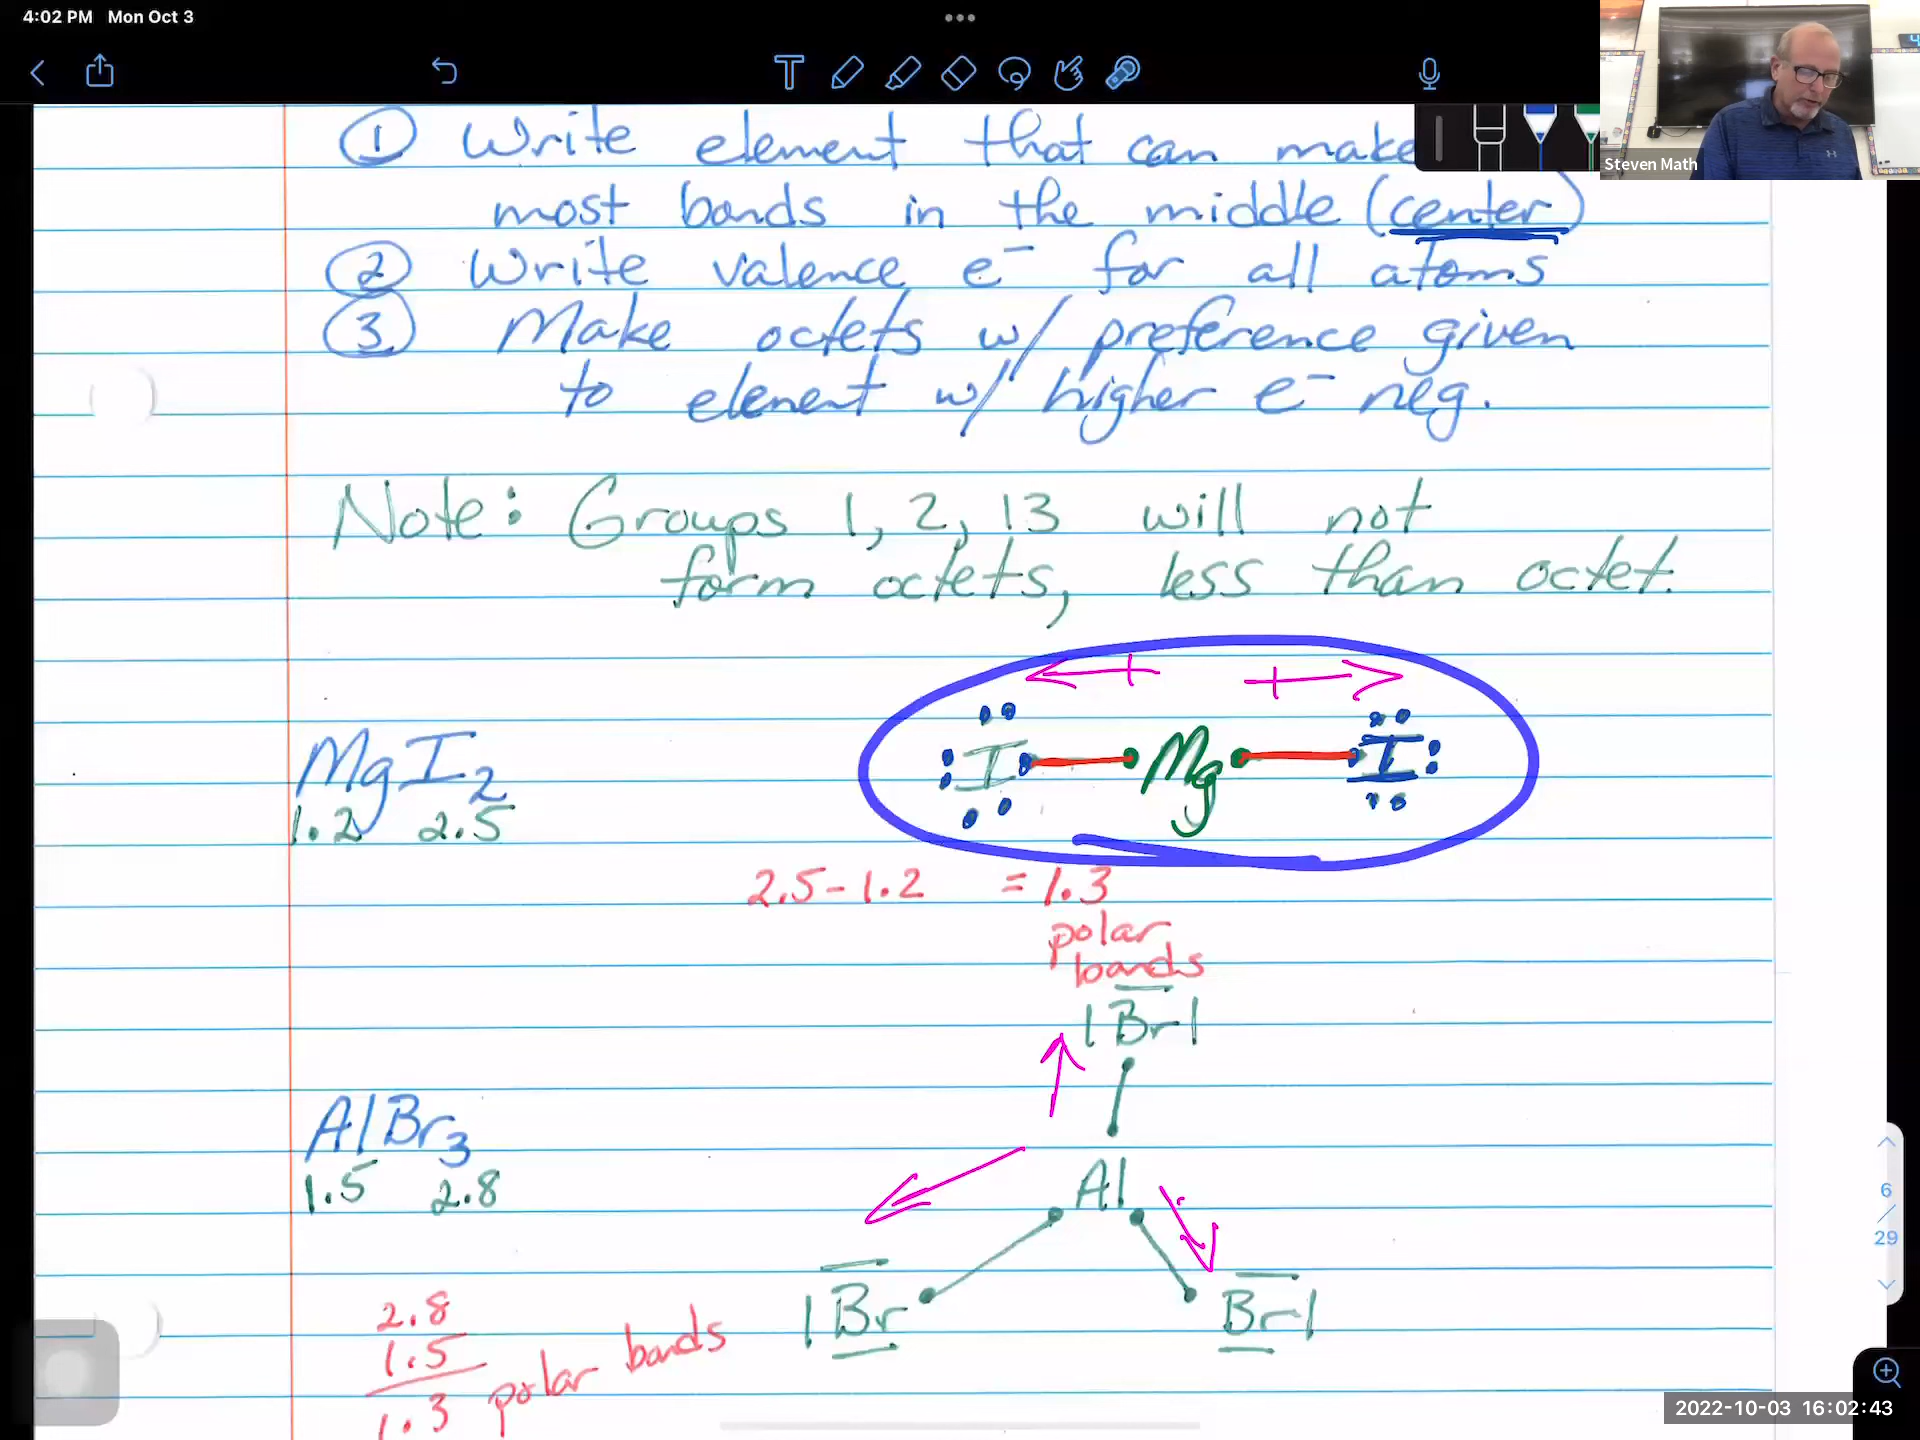 4:02 PM Mon Oct 3
Steven Math
① Write element that can make
most bonds in the middle (center)
② Write valence e⁻ for all atoms
③ Make octets w/ preference given
to element w/ higher e⁻ neg.
Note: Groups 1, 2, 13 will not
form octets, less than octet.
MgI₂
1.2 2.5
I Mg I
2.5 - 1.2 = 1.3
polar
bonds
Br
AlBr₃
1.5 2.8
Al
Br Br
2.8
1.5
1.3 polar bonds
6
/
29
2022-10-03 16:02:43